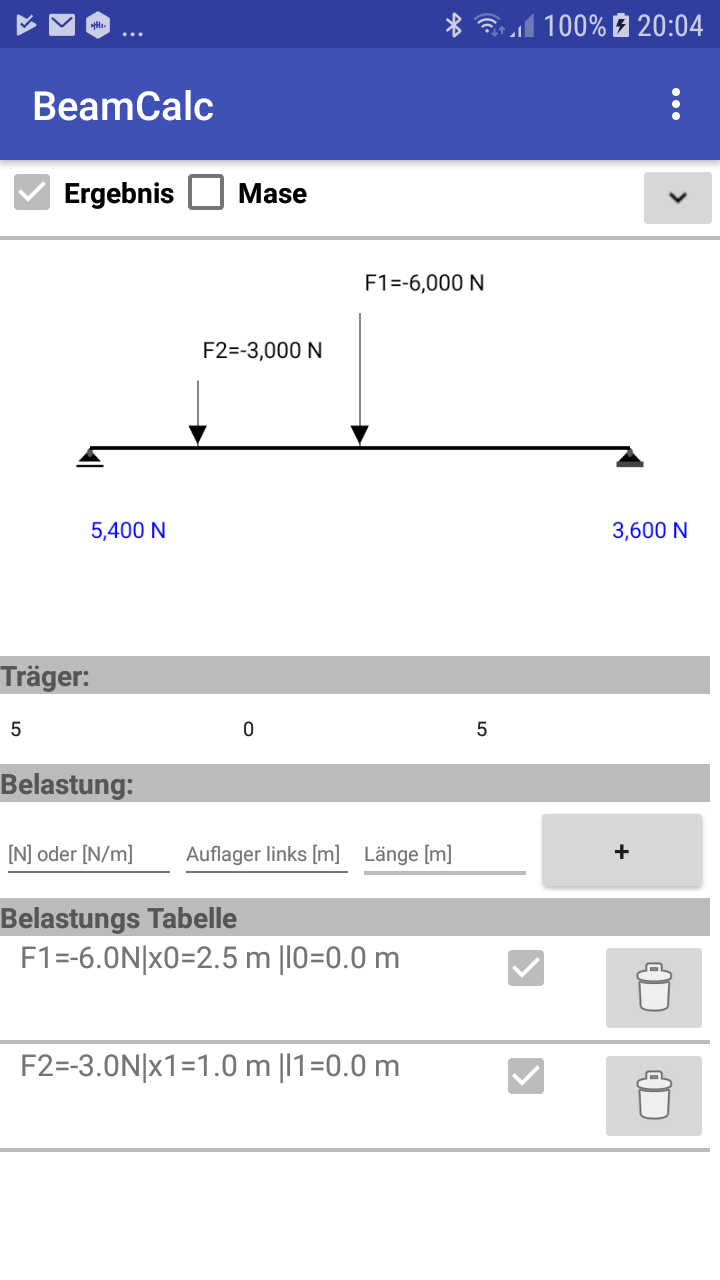 ... 100% 20:04
BeamCalc
Ergebnis Mase
F1=-6,000 N
F2=-3,000 N
5,400 N 3,600 N
Träger:
5 0 5
Belastung:
[N] oder [N/m] Auflager links [m] Länge [m] +
Belastungs Tabelle
F1=-6.0N|x0=2.5 m |l0=0.0 m
F2=-3.0N|x1=1.0 m |l1=0.0 m